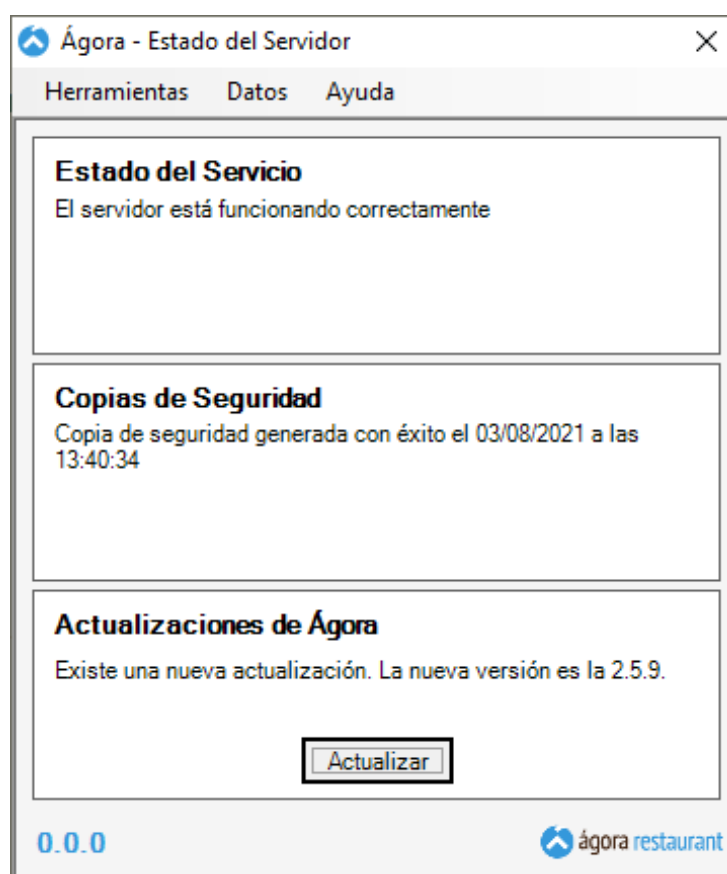 Ágora - Estado del Servidor
Herramientas Datos Ayuda
Estado del Servicio
El servidor está funcionando correctamente
Copias de Seguridad
Copia de seguridad generada con éxito el 03/08/2021 a las
13:40:34
Actualizaciones de Ágora
Existe una nueva actualización. La nueva versión es la 2.5.9.
Actualizar
0.0.0
ágora restaurant